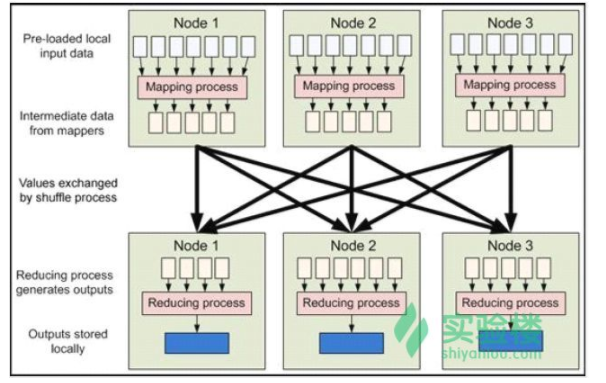 Node 1
Node 2
Node 3
Pre-loaded local
input data
Mapping process
Mapping process
Mapping process
Intermediate data
from mappers
Values exchanged
by shuffle process
Node 1
Node 2
Node 3
Reducing process
generates outputs
Reducing process
Reducing process
Reducing process
Outputs stored
locally
实验楼
shiyanlou.com